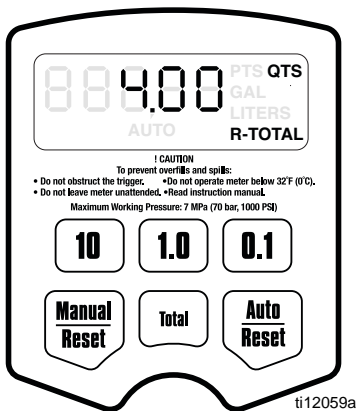 4.00 PTS QTS
GAL
LITERS
AUTO R-TOTAL
! CAUTION
To prevent overfills and spills:
• Do not obstruct the trigger. •Do not operate meter below 32°F (0°C).
• Do not leave meter unattended. •Read instruction manual.
Maximum Working Pressure: 7 MPa (70 bar, 1000 PSI)
10 1.0 0.1
Manual Total Auto
Reset Reset
ti12059a